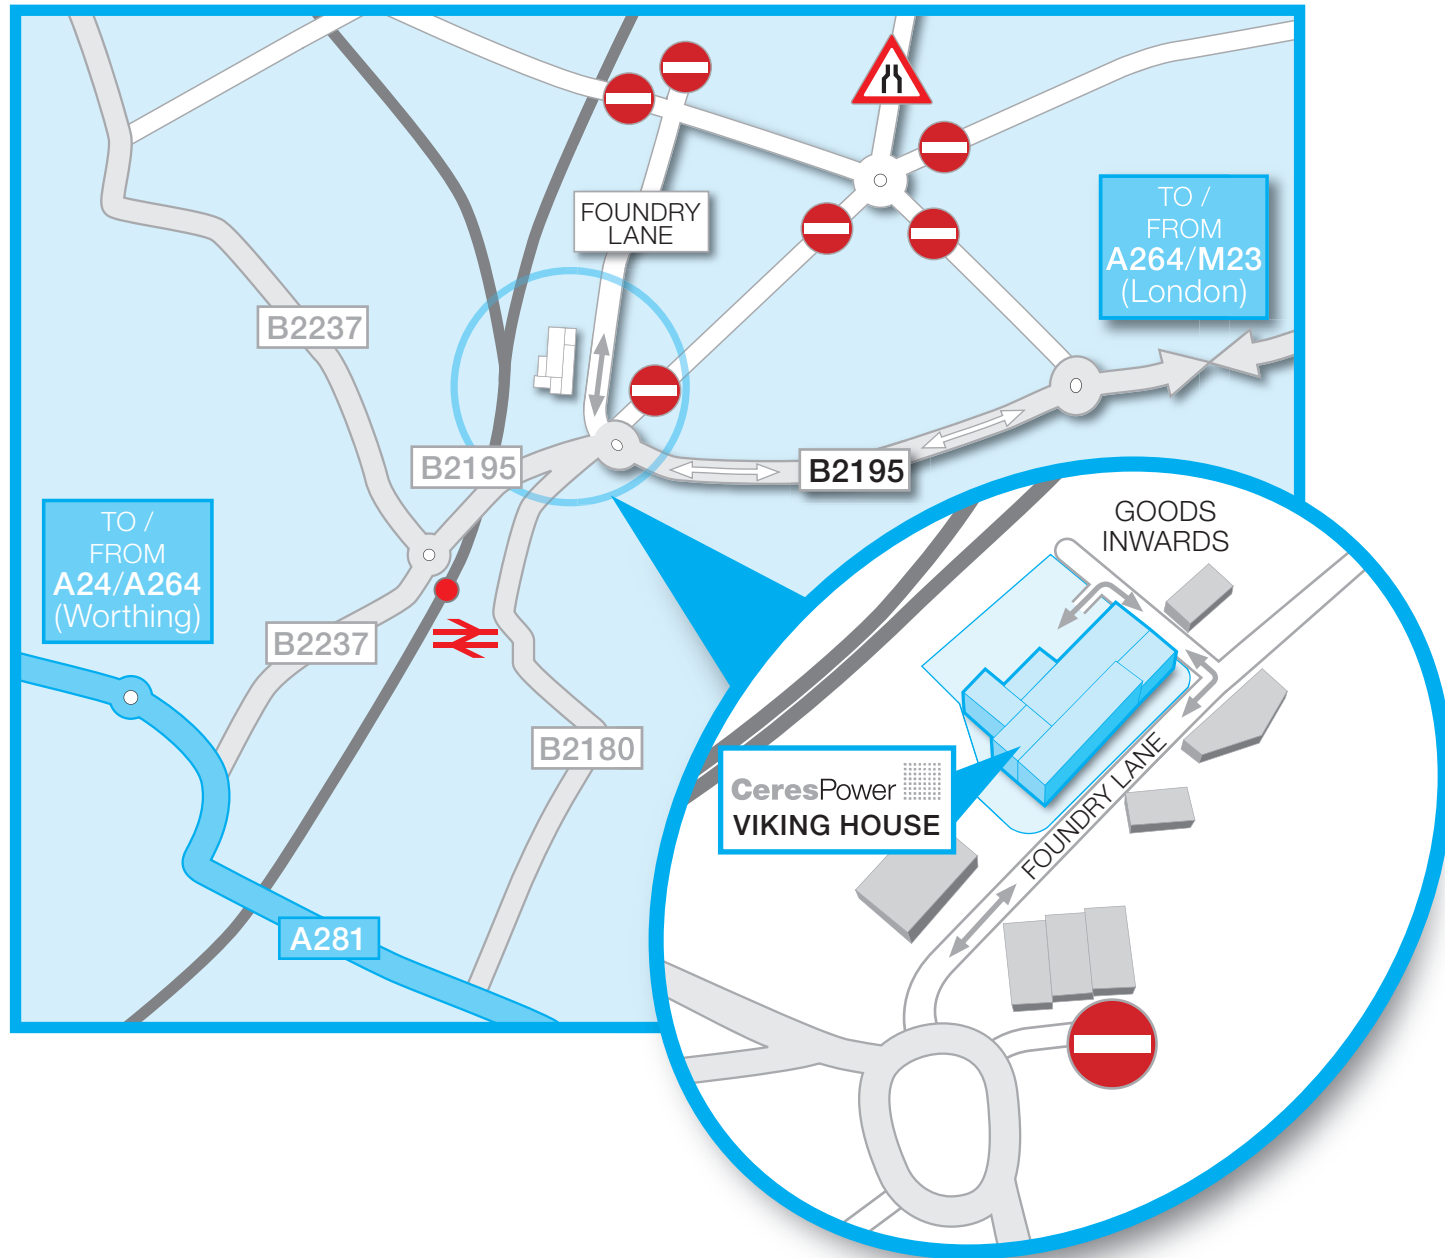 FOUNDRY
LANE
TO /
FROM
A264/M23
(London)
B2237
B2195
B2195
TO /
FROM
A24/A264
(Worthing)
B2237
B2180
A281
GOODS
INWARDS
CeresPower
VIKING HOUSE
FOUNDRY LANE